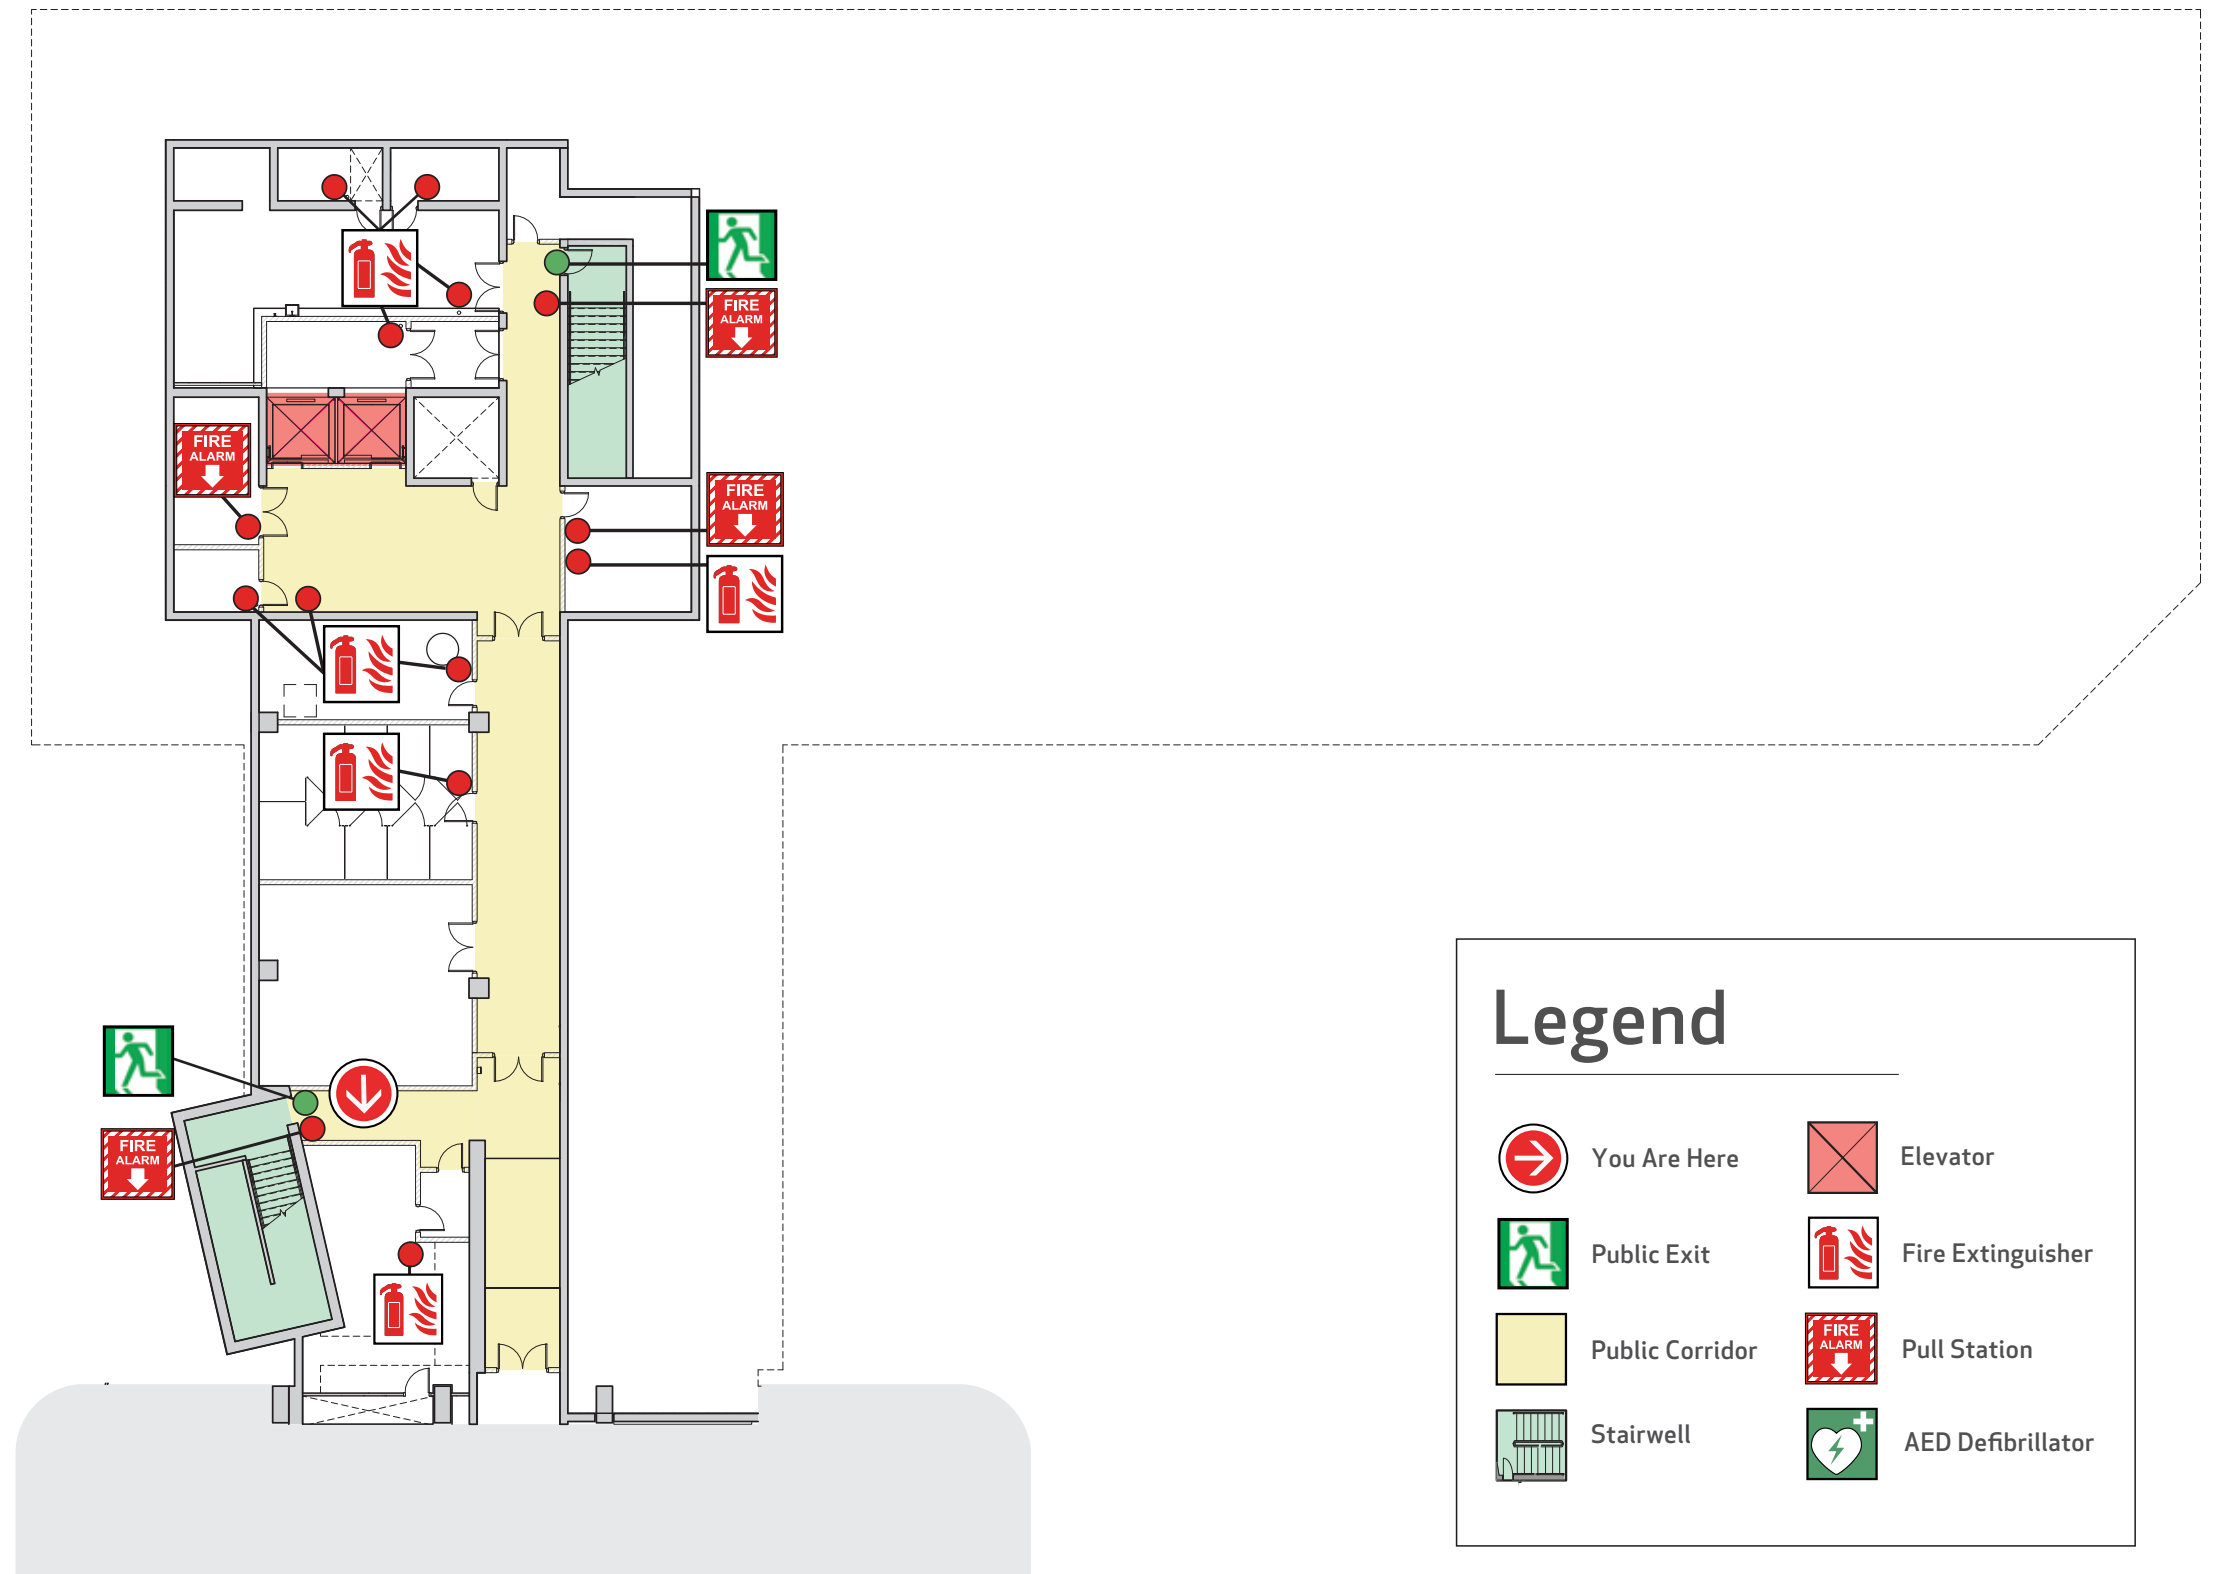 FIRE
ALARM
FIRE
ALARM
FIRE
ALARM
FIRE
ALARM
Legend
You Are Here
Elevator
Public Exit
Fire Extinguisher
Public Corridor
FIRE
ALARM
Pull Station
Stairwell
AED Defibrillator